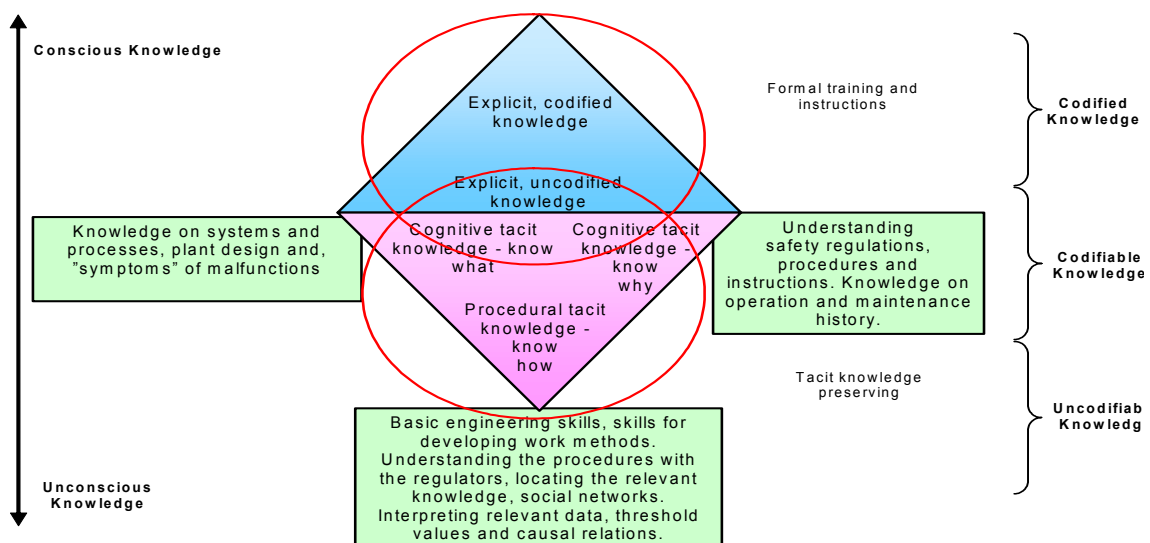 Conscious Knowledge
Explicit, codified
knowledge
Formal training and
instructions
Codified
Knowledge
Explicit, uncodified
knowledge
Knowledge on systems and
processes, plant design and,
"symptoms" of malfunctions
Cognitive tacit
knowledge - know
what
Cognitive tacit
knowledge -
know
why
Understanding
safety regulations,
procedures and
instructions. Knowledge on
operation and maintenance
history.
Codifiable
Knowledge
Procedural tacit
knowledge -
know
how
Tacit knowledge
preserving
Uncodifiab
Knowledg
Basic engineering skills, skills for
developing work methods.
Understanding the procedures with
the regulators, locating the relevant
knowledge, social networks.
Interpreting relevant data, threshold
values and causal relations.
Unconscious
Knowledge